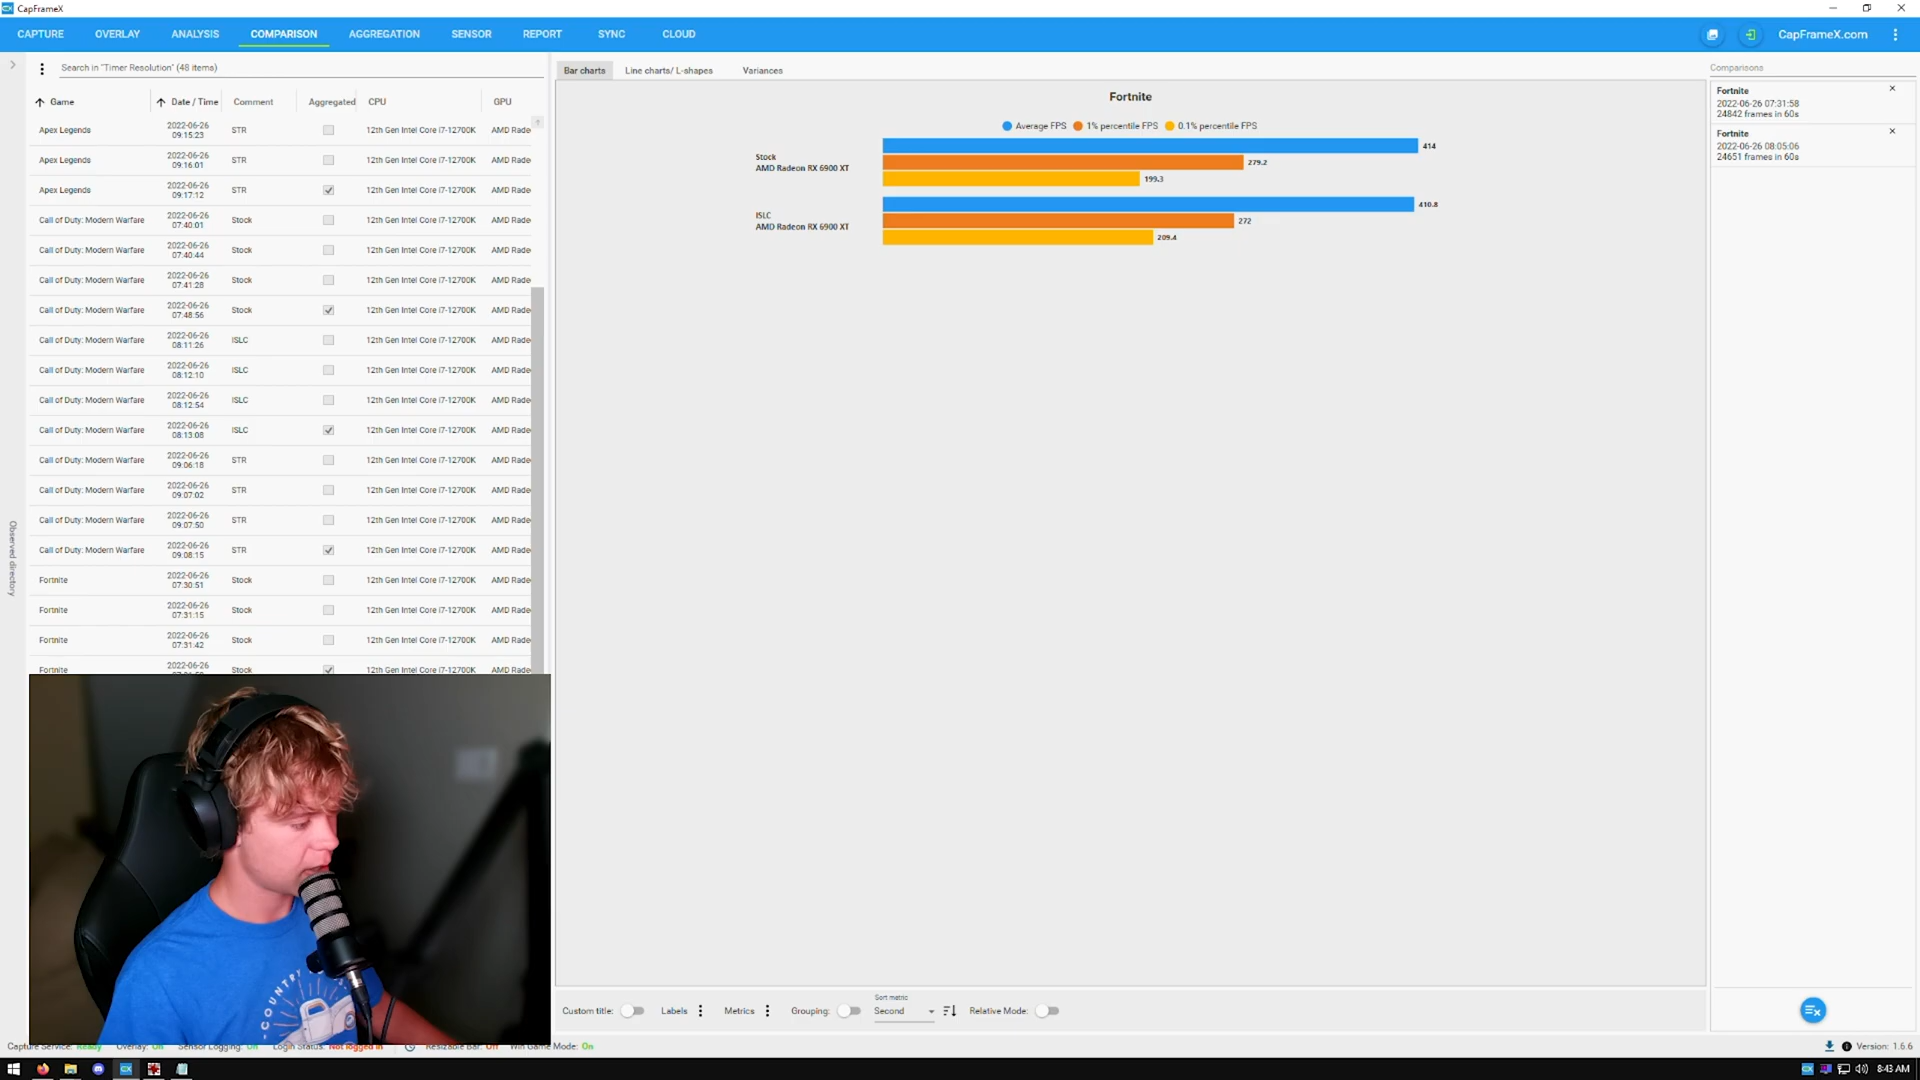 CapFrameX
CAPTURE OVERLAY ANALYSIS COMPARISON AGGREGATION SENSOR REPORT SYNC CLOUD CapFrameX.com
Search in "Timer Resolution" (48 items)
Game Date / Time Comment Aggregated CPU GPU
Apex Legends 2022-06-26 09:15:23 STR 12th Gen Intel Core i7-12700K AMD Rade
Apex Legends 2022-06-26 09:16:01 STR 12th Gen Intel Core i7-12700K AMD Rade
Apex Legends 2022-06-26 09:17:12 STR 12th Gen Intel Core i7-12700K AMD Rade
Call of Duty: Modern Warfare 2022-06-26 07:40:01 Stock 12th Gen Intel Core i7-12700K AMD Rade
Call of Duty: Modern Warfare 2022-06-26 07:40:44 Stock 12th Gen Intel Core i7-12700K AMD Rade
Call of Duty: Modern Warfare 2022-06-26 07:41:28 Stock 12th Gen Intel Core i7-12700K AMD Rade
Call of Duty: Modern Warfare 2022-06-26 07:48:56 Stock 12th Gen Intel Core i7-12700K AMD Rade
Call of Duty: Modern Warfare 2022-06-26 08:11:26 ISLC 12th Gen Intel Core i7-12700K AMD Rade
Call of Duty: Modern Warfare 2022-06-26 08:12:10 ISLC 12th Gen Intel Core i7-12700K AMD Rade
Call of Duty: Modern Warfare 2022-06-26 08:12:54 ISLC 12th Gen Intel Core i7-12700K AMD Rade
Call of Duty: Modern Warfare 2022-06-26 08:13:08 ISLC 12th Gen Intel Core i7-12700K AMD Rade
Call of Duty: Modern Warfare 2022-06-26 09:06:18 STR 12th Gen Intel Core i7-12700K AMD Rade
Call of Duty: Modern Warfare 2022-06-26 09:07:02 STR 12th Gen Intel Core i7-12700K AMD Rade
Call of Duty: Modern Warfare 2022-06-26 09:07:50 STR 12th Gen Intel Core i7-12700K AMD Rade
Call of Duty: Modern Warfare 2022-06-26 09:08:15 STR 12th Gen Intel Core i7-12700K AMD Rade
Fortnite 2022-06-26 07:30:51 Stock 12th Gen Intel Core i7-12700K AMD Rade
Fortnite 2022-06-26 07:31:15 Stock 12th Gen Intel Core i7-12700K AMD Rade
Fortnite 2022-06-26 07:31:42 Stock 12th Gen Intel Core i7-12700K AMD Rade
Fortnite 2022-06-26 Stock 12th Gen Intel Core i7-12700K AMD Rade
Observed directory
Bar charts Line charts/ L-shapes Variances
Fortnite
Average FPS 1% percentile FPS 0.1% percentile FPS
Stock
AMD Radeon RX 6900 XT
414
279.2
199.3
ISLC
AMD Radeon RX 6900 XT
410.8
272
209.4
Comparisons
Fortnite
2022-06-26 07:31:58
24842 frames in 60s
Fortnite
2022-06-26 08:05:06
24651 frames in 60s
COUNTRY
Custom title: Labels Metrics Grouping: Sort metric Second Relative Mode:
Capture Service: Ready Overlay: On Sensor Logging: On Login Status: Not logged in Resizable Bar: Off Win Game Mode: On Version: 1.6.6
8:43 AM